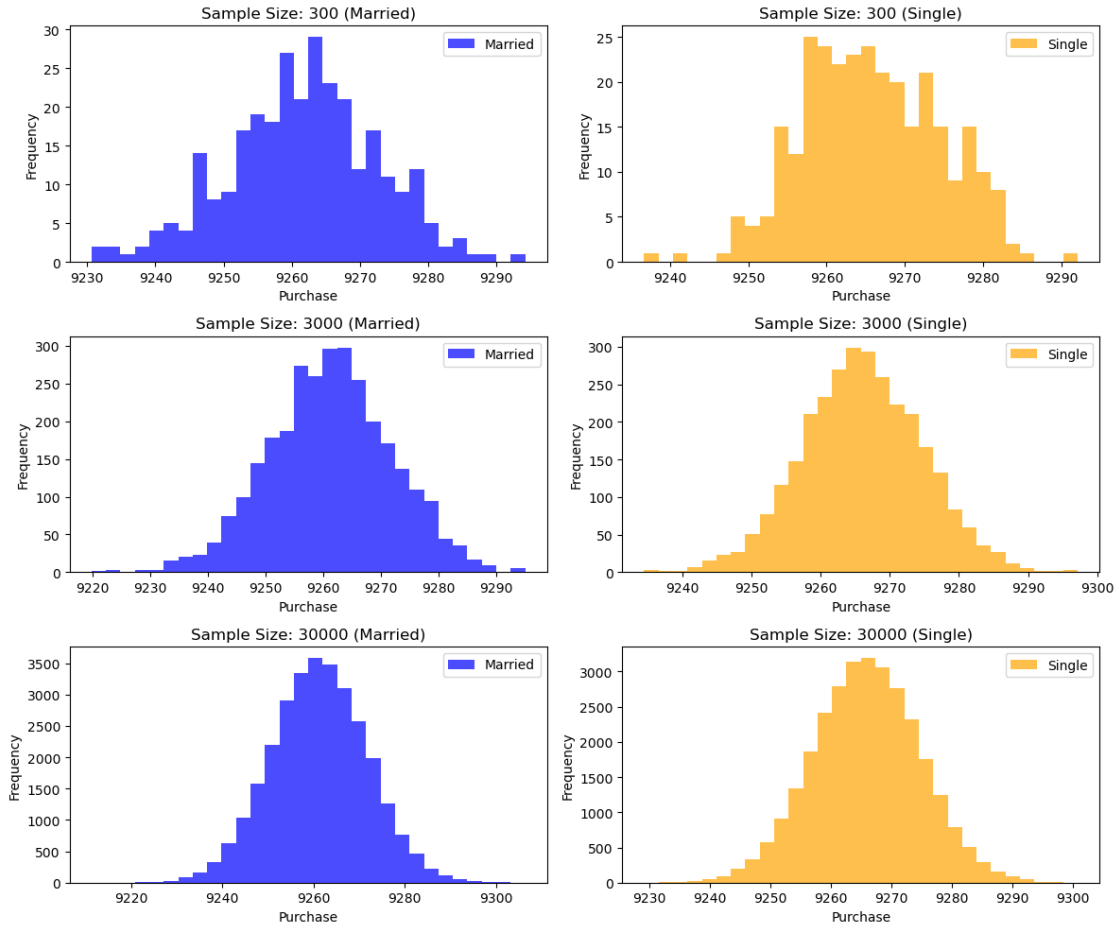 Sample Size: 300 (Married)
30
25
20
15
10
5
0
Frequency
Married
9230 9240 9250 9260 9270 9280 9290
Purchase
Sample Size: 300 (Single)
25
20
15
10
5
0
Frequency
Single
9240 9250 9260 9270 9280 9290
Purchase
Sample Size: 3000 (Married)
300
250
200
150
100
50
0
Frequency
Married
9220 9230 9240 9250 9260 9270 9280 9290
Purchase
Sample Size: 3000 (Single)
300
250
200
150
100
50
0
Frequency
Single
9240 9250 9260 9270 9280 9290 9300
Purchase
Sample Size: 30000 (Married)
3500
3000
2500
2000
1500
1000
500
0
Frequency
Married
9220 9240 9260 9280 9300
Purchase
Sample Size: 30000 (Single)
3000
2500
2000
1500
1000
500
0
Frequency
Single
9230 9240 9250 9260 9270 9280 9290 9300
Purchase